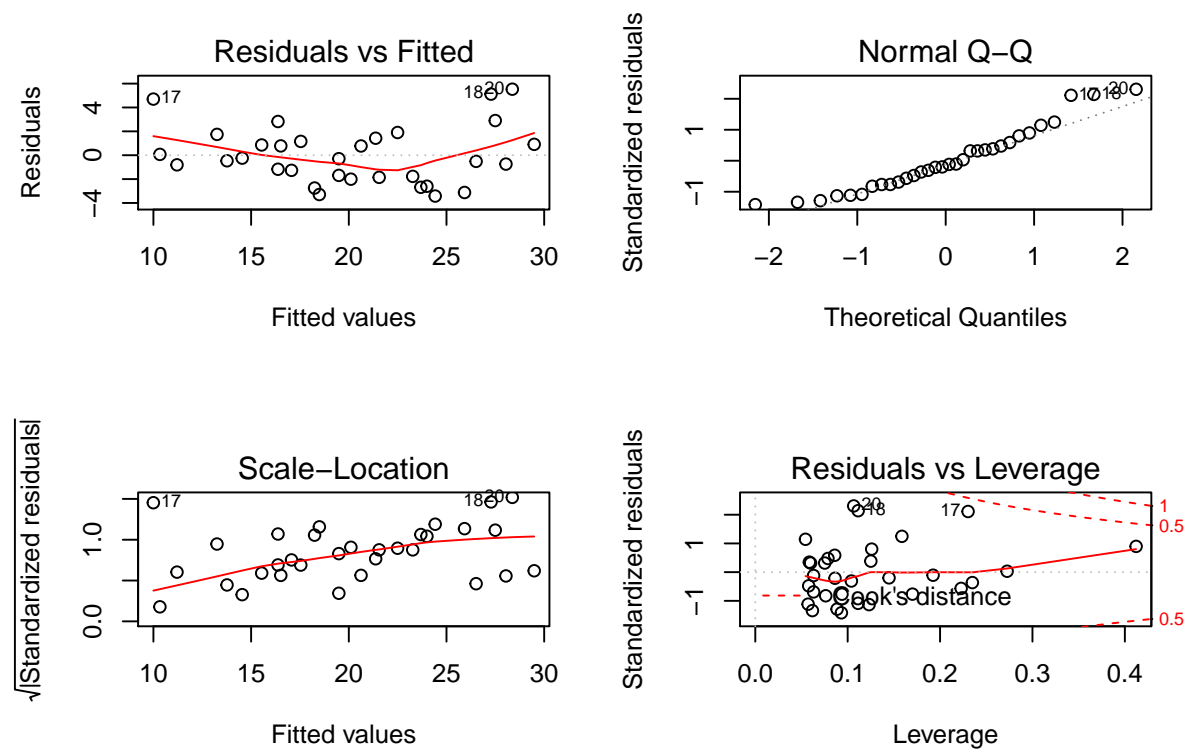 Residuals vs Fitted
Residuals
4
0
−4
17
18
20
10 15 20 25 30
Fitted values
Normal Q−Q
Standardized residuals
1
−1
17
18
20
−2 −1 0 1 2
Theoretical Quantiles
Scale−Location
√|Standardized residuals|
1.0
0.0
17
18
20
10 15 20 25 30
Fitted values
Residuals vs Leverage
Standardized residuals
1
−1
20
18
17
1
0.5
Cook's distance
0.5
0.0 0.1 0.2 0.3 0.4
Leverage